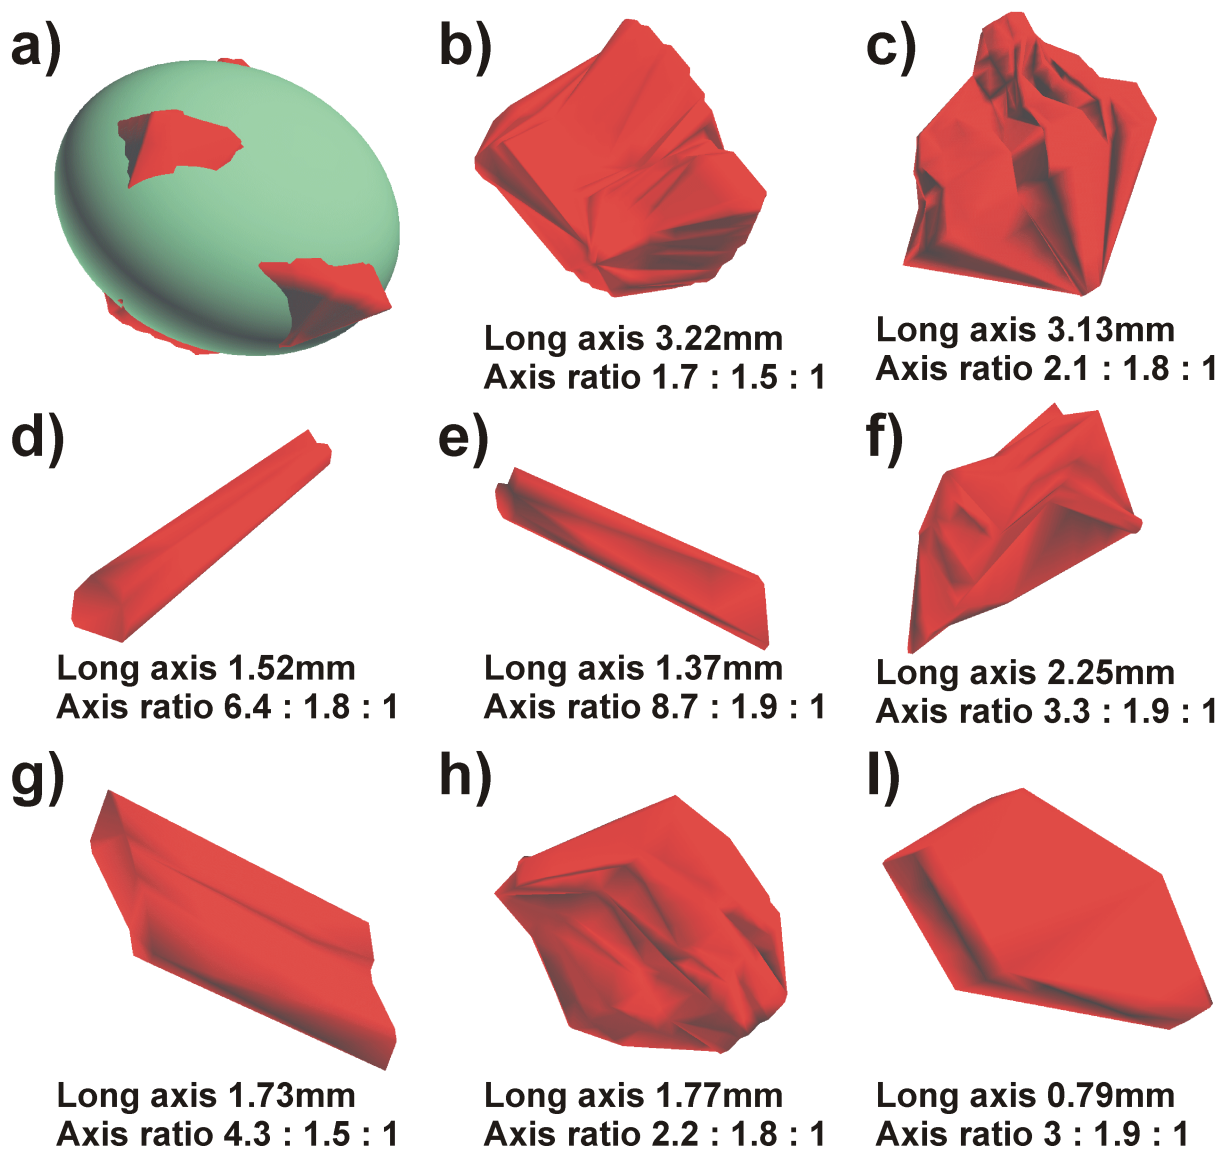 a)
b)
c)
Long axis 3.22mm
Axis ratio 1.7 : 1.5 : 1
Long axis 3.13mm
Axis ratio 2.1 : 1.8 : 1
d)
e)
f)
Long axis 1.52mm
Axis ratio 6.4 : 1.8 : 1
Long axis 1.37mm
Axis ratio 8.7 : 1.9 : 1
Long axis 2.25mm
Axis ratio 3.3 : 1.9 : 1
g)
h)
I)
Long axis 1.73mm
Axis ratio 4.3 : 1.5 : 1
Long axis 1.77mm
Axis ratio 2.2 : 1.8 : 1
Long axis 0.79mm
Axis ratio 3 : 1.9 : 1